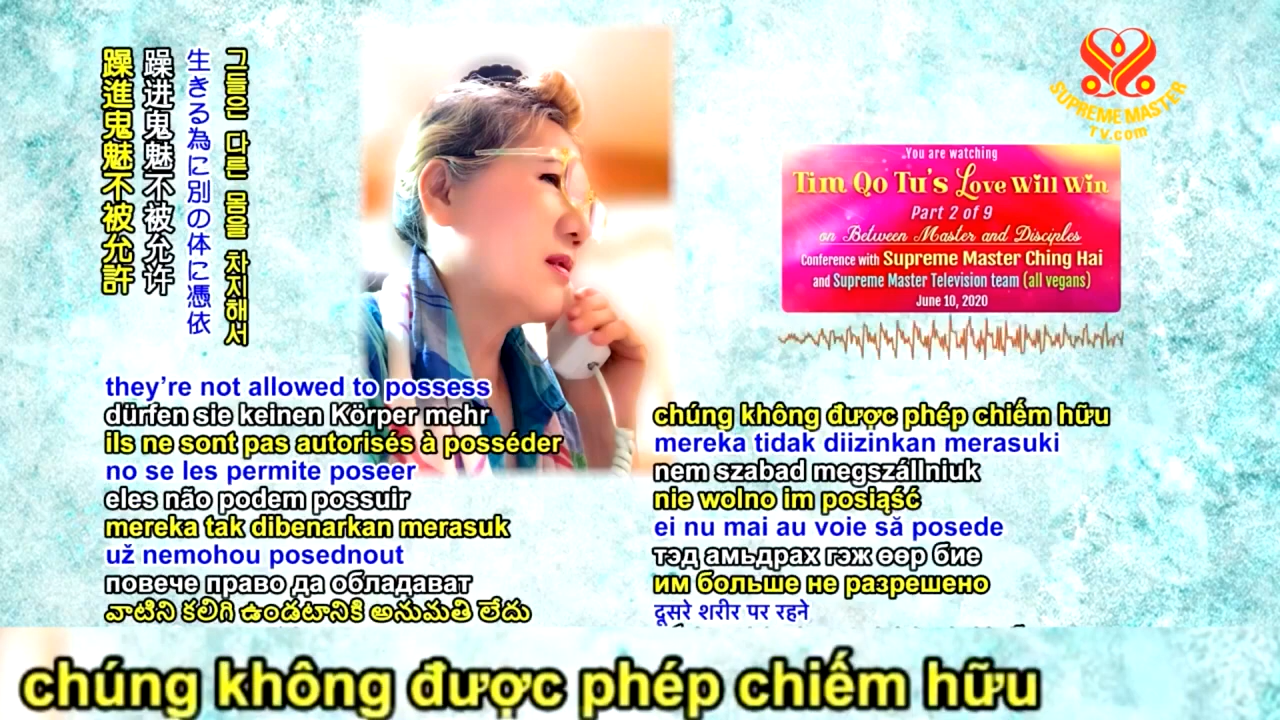 躁進鬼魅不被允許
躁进鬼魅不被允许
生きる為に別の体に憑依
그들은 다른 몸을 차지해서
SUPREME MASTER
TV.com
You are watching
Tim Qo Tu's Love Will Win
Part 2 of 9
on Between Master and Disciples
Conference with Supreme Master Ching Hai
and Supreme Master Television team (all vegans)
June 10, 2020
they're not allowed to possess
dürfen sie keinen Körper mehr
ils ne sont pas autorisés à posséder
no se les permite poseer
eles não podem possuir
mereka tak dibenarkan merasuk
už nemohou posednout
повече право да обладават
వాటిని కలిగి ఉండటానికి అనుమతి లేదు
chúng không được phép chiếm hữu
mereka tidak diizinkan merasuki
nem szabad megszállniuk
nie wolno im posiąść
ei nu mai au voie să posede
тэд амьдрах гэж өөр бие
им больше не разрешено
दूसरे शरीर पर रहने
chúng không được phép chiếm hữu